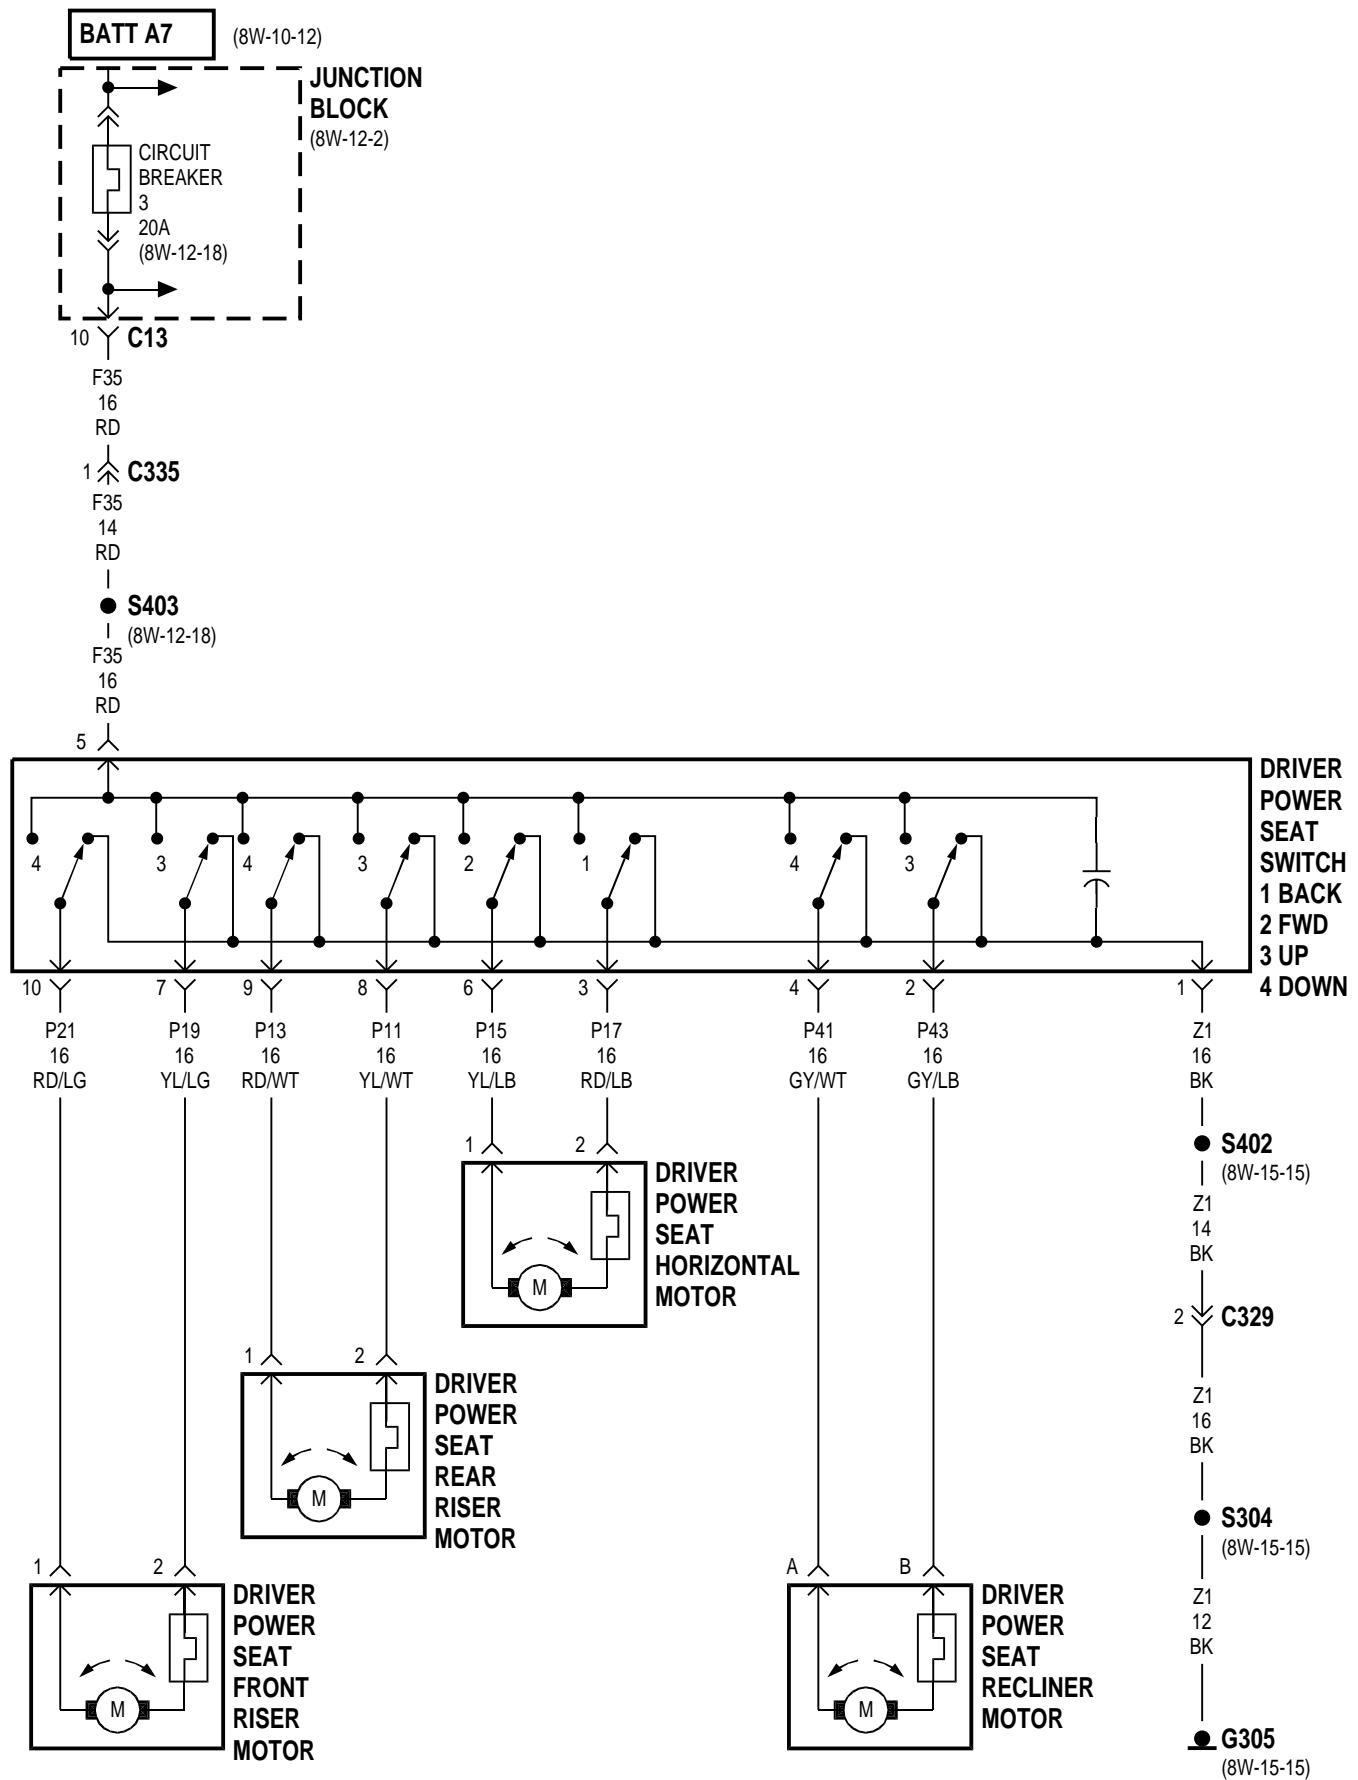 BATT A7
(8W-10-12)
JUNCTION
BLOCK
(8W-12-2)
CIRCUIT
BREAKER
3
20A
(8W-12-18)
10
C13
F35
16
RD
1
C335
F35
14
RD
S403
(8W-12-18)
F35
16
RD
5
DRIVER
POWER
SEAT
SWITCH
1 BACK
2 FWD
3 UP
4 DOWN
4 3 4 3 2 1 4 3
10 7 9 8 6 3 4 2 1
P21 P19 P13 P11 P15 P17 P41 P43 Z1
16 16 16 16 16 16 16 16 16
RD/LG YL/LG RD/WT YL/WT YL/LB RD/LB GY/WT GY/LB BK
S402
(8W-15-15)
Z1
14
BK
2
C329
Z1
16
BK
S304
(8W-15-15)
Z1
12
BK
G305
(8W-15-15)
1 2
M
DRIVER
POWER
SEAT
HORIZONTAL
MOTOR
1 2
M
DRIVER
POWER
SEAT
REAR
RISER
MOTOR
1 2
M
DRIVER
POWER
SEAT
FRONT
RISER
MOTOR
A B
M
DRIVER
POWER
SEAT
RECLINER
MOTOR